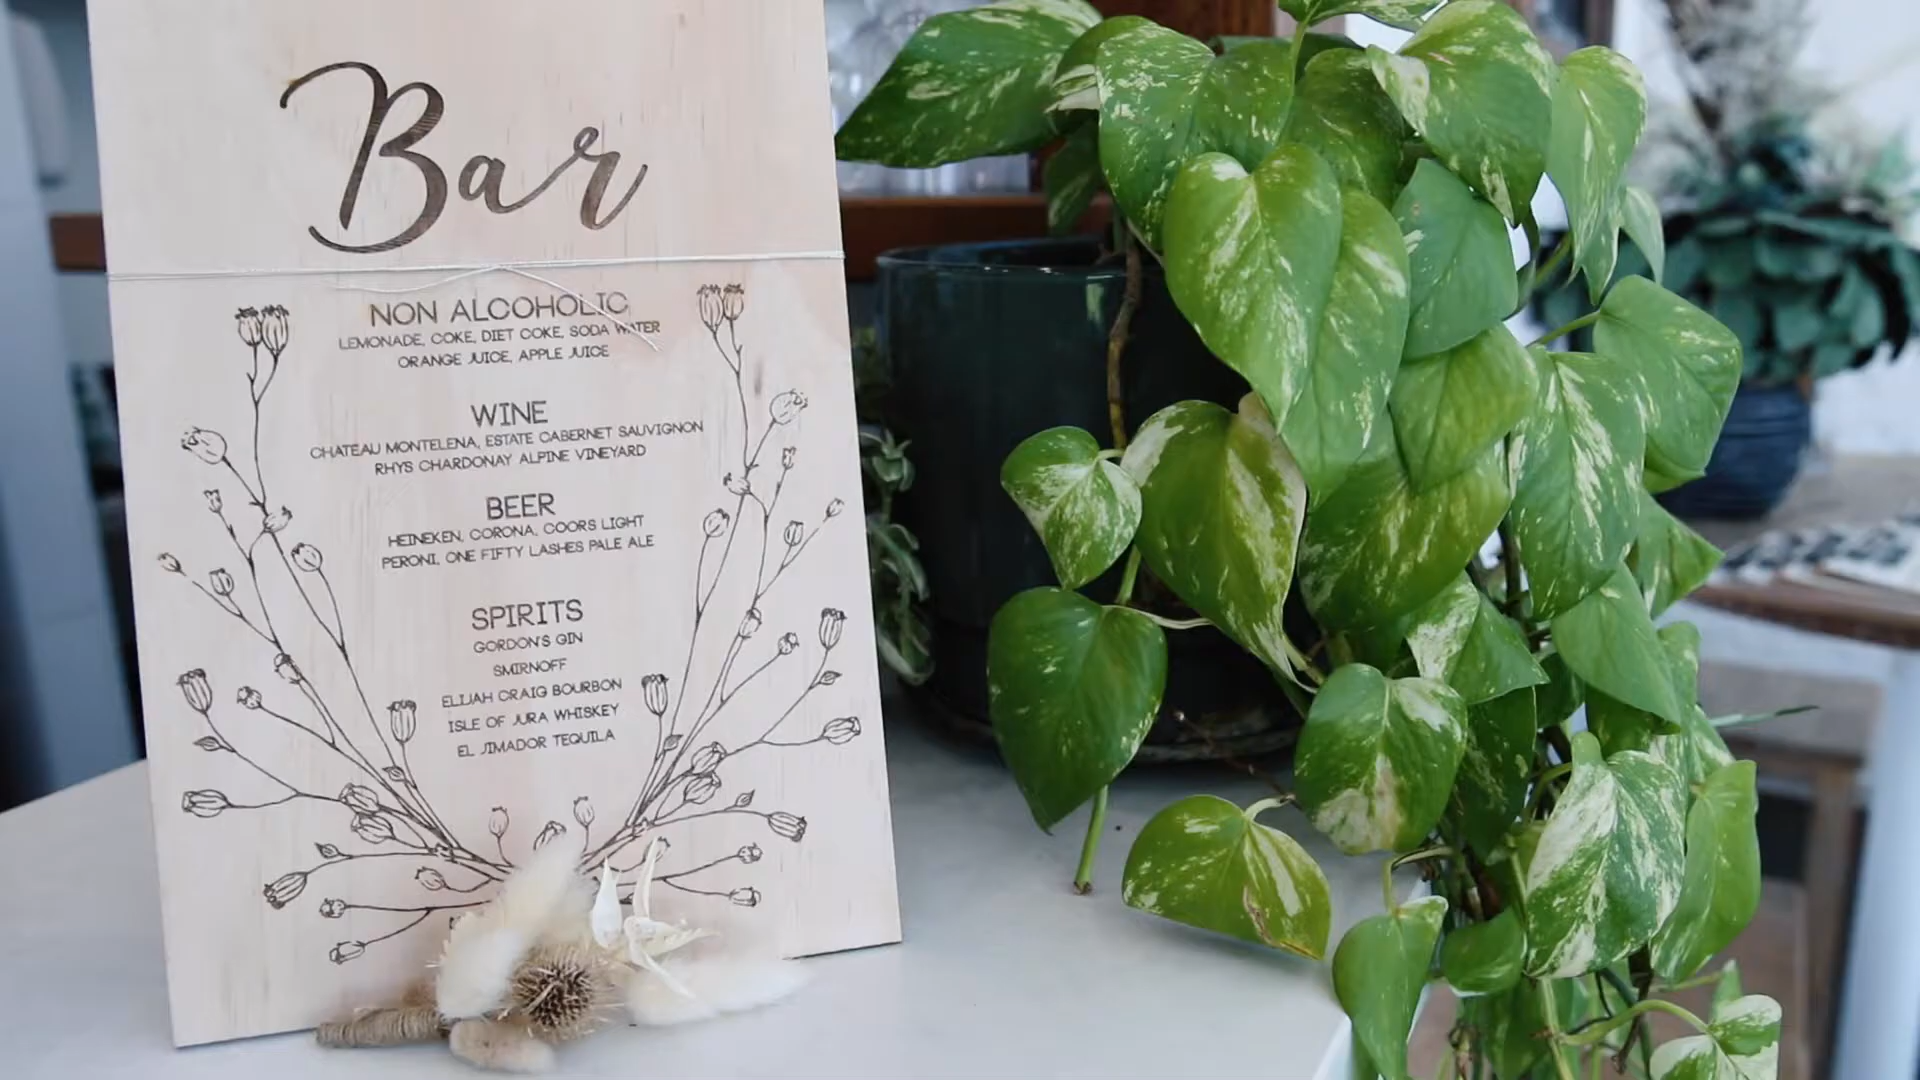 Bar
NON ALCOHOLIC
LEMONADE, COKE, DIET COKE, SODA WATER
ORANGE JUICE, APPLE JUICE
WINE
CHATEAU MONTELENA, ESTATE CABERNET SAUVIGNON
RHYS CHARDONAY ALPINE VINEYARD
BEER
HEINEKEN, CORONA, COORS LIGHT
PERONI, ONE FIFTY LASHES PALE ALE
SPIRITS
GORDON'S GIN
SMIRNOFF
ELIJAH CRAIG BOURBON
ISLE OF JURA WHISKEY
EL JIMADOR TEQUILA